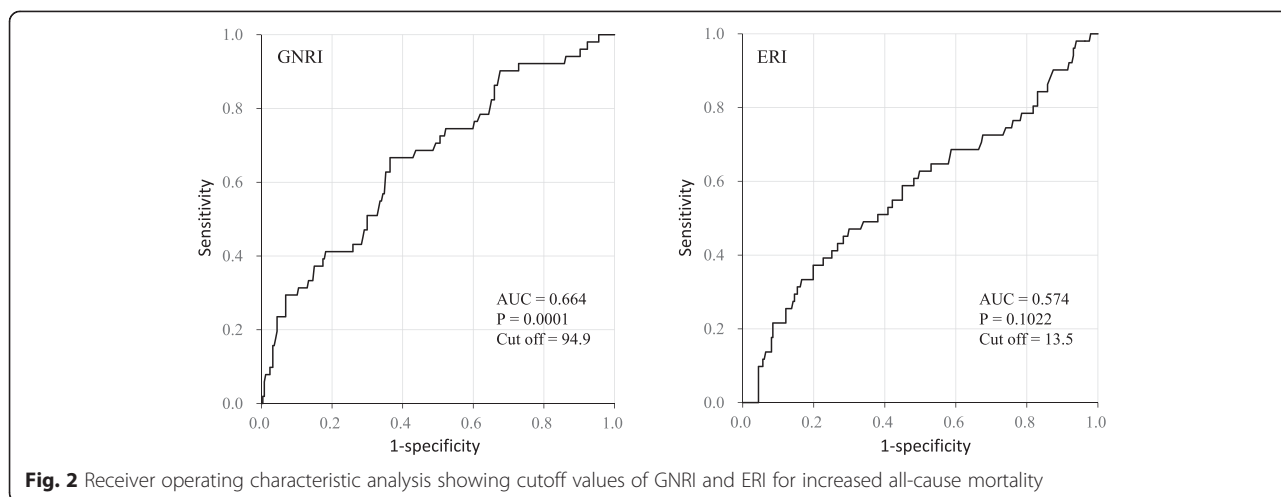 GNRI
Sensitivity
1.0
0.8
0.6
0.4
0.2
0.0
0.0 0.2 0.4 0.6 0.8 1.0
1-specificity
AUC = 0.664
P = 0.0001
Cut off = 94.9
ERI
Sensitivity
1.0
0.8
0.6
0.4
0.2
0.0
0.0 0.2 0.4 0.6 0.8 1.0
1-specificity
AUC = 0.574
P = 0.1022
Cut off = 13.5
Fig. 2 Receiver operating characteristic analysis showing cutoff values of GNRI and ERI for increased all-cause mortality